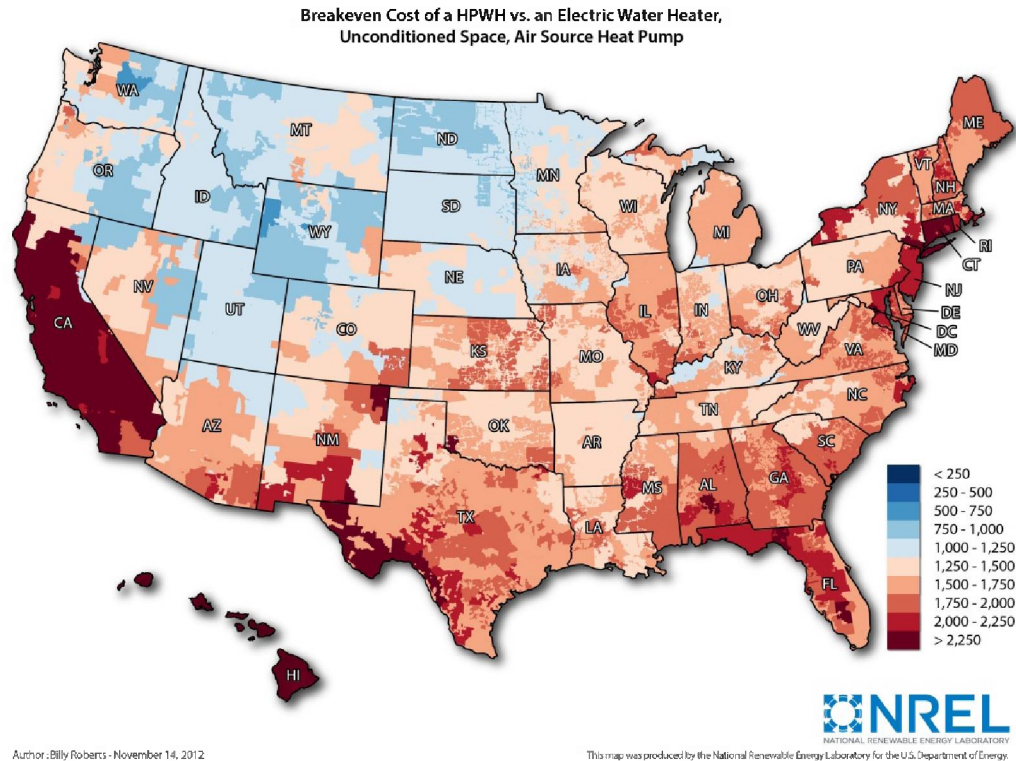 Breakeven Cost of a HPWH vs. an Electric Water Heater,
Unconditioned Space, Air Source Heat Pump
WA
MT
ND
OR
ID
WY
SD
MN
WI
MI
ME
VT
NH
NY
MA
RI
CT
PA
NJ
DE
DC
MD
NV
UT
NE
IA
IL
IN
OH
WV
VA
CA
CO
KS
MO
KY
AZ
NM
OK
AR
TN
NC
SC
TX
LA
MS
AL
GA
FL
HI
< 250
250 - 500
500 - 750
750 - 1,000
1,000 - 1,250
1,250 - 1,500
1,500 - 1,750
1,750 - 2,000
2,000 - 2,250
> 2,250
NREL
NATIONAL RENEWABLE ENERGY LABORATORY
Author : Billy Roberts - November 14, 2012
This map was produced by the National Renewable Energy Laboratory for the U.S. Department of Energy.